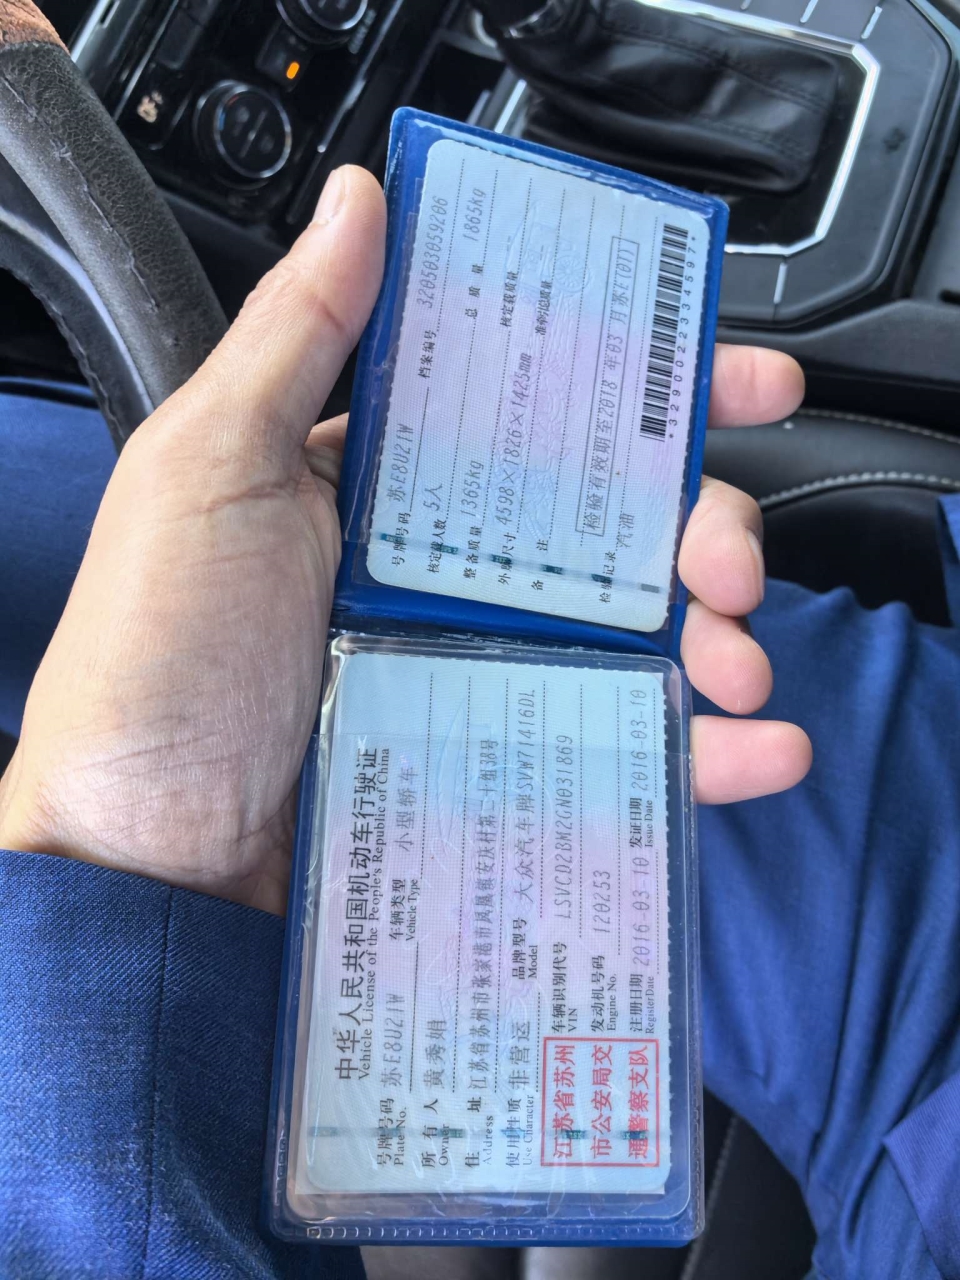 中华人民共和国机动车行驶证
Vehicle License of the People's Republic of China
号牌号码 苏E8U21W 车辆类型 小型轿车
Plate No. Vehicle Type
所有人 黄秀娟
Owner
住址 江苏省苏州市张家港市凤凰镇安庆村第二十组38号
Address
使用性质 非营运 品牌型号 大众汽车牌SVW71416DL
Use Character Model
江苏省苏州
市公安局交
通警察支队
车辆识别代号 LSVCD2BM2GN031869
VIN
发动机号码 120253
Engine No.
注册日期 2016-03-10 发证日期 2016-03-10
Register Date Issue Date
号牌号码 苏E8U21W 档案编号 320503059206
核定载人数 5人 总质量 1865kg
整备质量 1365kg 核定载质量
外廓尺寸 4598×1826×1425mm 准牵引总质量
备注
检验有效期至2018年03月苏E(01)
检验记录 汽油
*3290022334597*